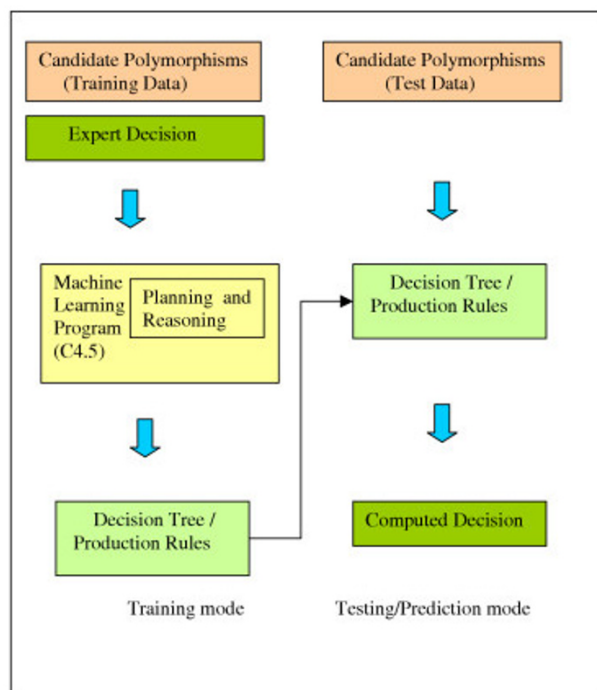 Candidate Polymorphisms
(Training Data)
Expert Decision
Machine
Learning
Program
(C4.5)
Planning and
Reasoning
Decision Tree /
Production Rules
Training mode
Candidate Polymorphisms
(Test Data)
Decision Tree /
Production Rules
Computed Decision
Testing/Prediction mode